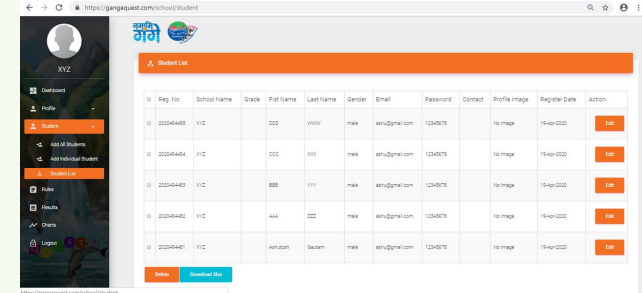 https://gangaquest.com/school/student
नमामि
गंगे
XYZ
Dashboard
Profile
Student
Add All Students
Add Individual Student
Student List
Rules
Results
Charts
Logout
Student List
Reg. No School Name Grade Fist Name Last Name Gender Email Password Contact Profile Image Register Date Action
2020494485 XYZ DDD WWW male ashu@gmail.com 12345678 No Image 19-Apr-2020 Edit
2020494484 XYZ CCC XXX male ashu@gmail.com 12345678 No Image 19-Apr-2020 Edit
2020494483 XYZ BBB YYY male ashu@gmail.com 12345678 No Image 19-Apr-2020 Edit
2020494482 XYZ AAA ZZZ male ashu@gmail.com 12345678 No Image 19-Apr-2020 Edit
2020494481 XYZ Ashutosh Gautam male ashu@gmail.com 12345678 No Image 19-Apr-2020 Edit
Delete Download Xlsx
https://gangaquest.com/school/student